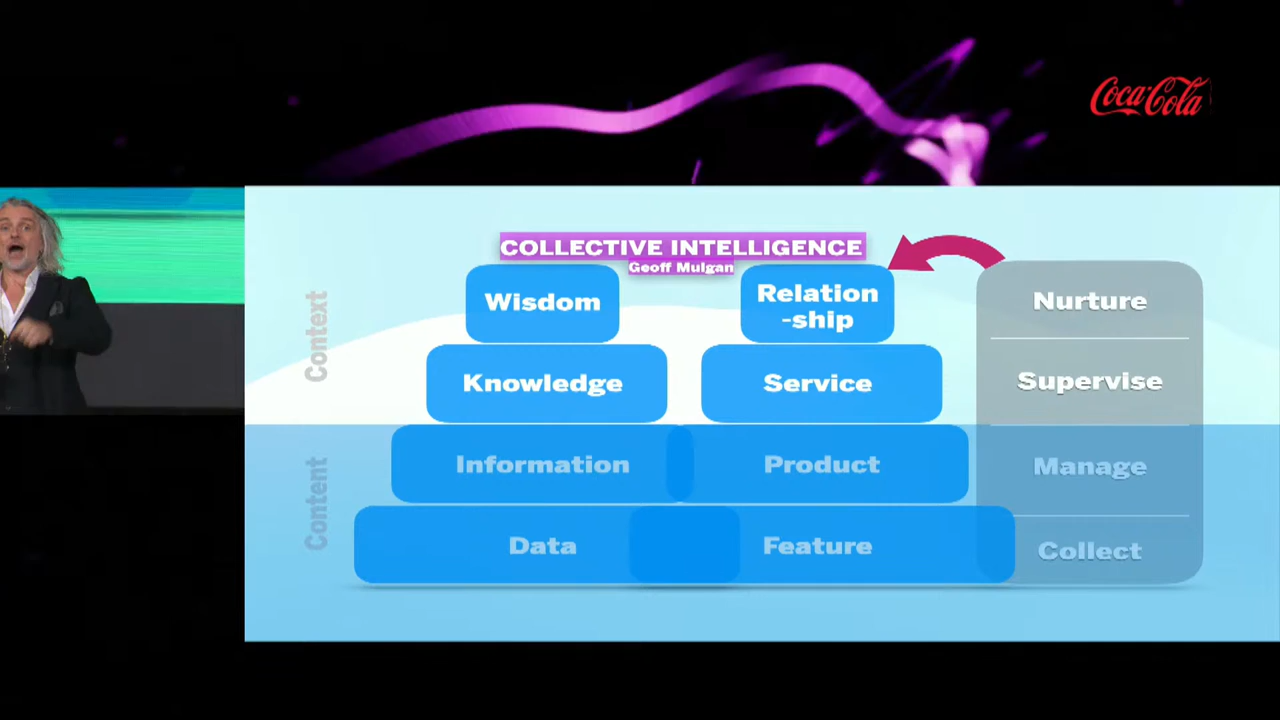 Coca-Cola
COLLECTIVE INTELLIGENCE
Geoff Mulgan
Context
Wisdom
Relation
-ship
Nurture
Knowledge
Service
Supervise
Content
Information
Product
Manage
Data
Feature
Collect